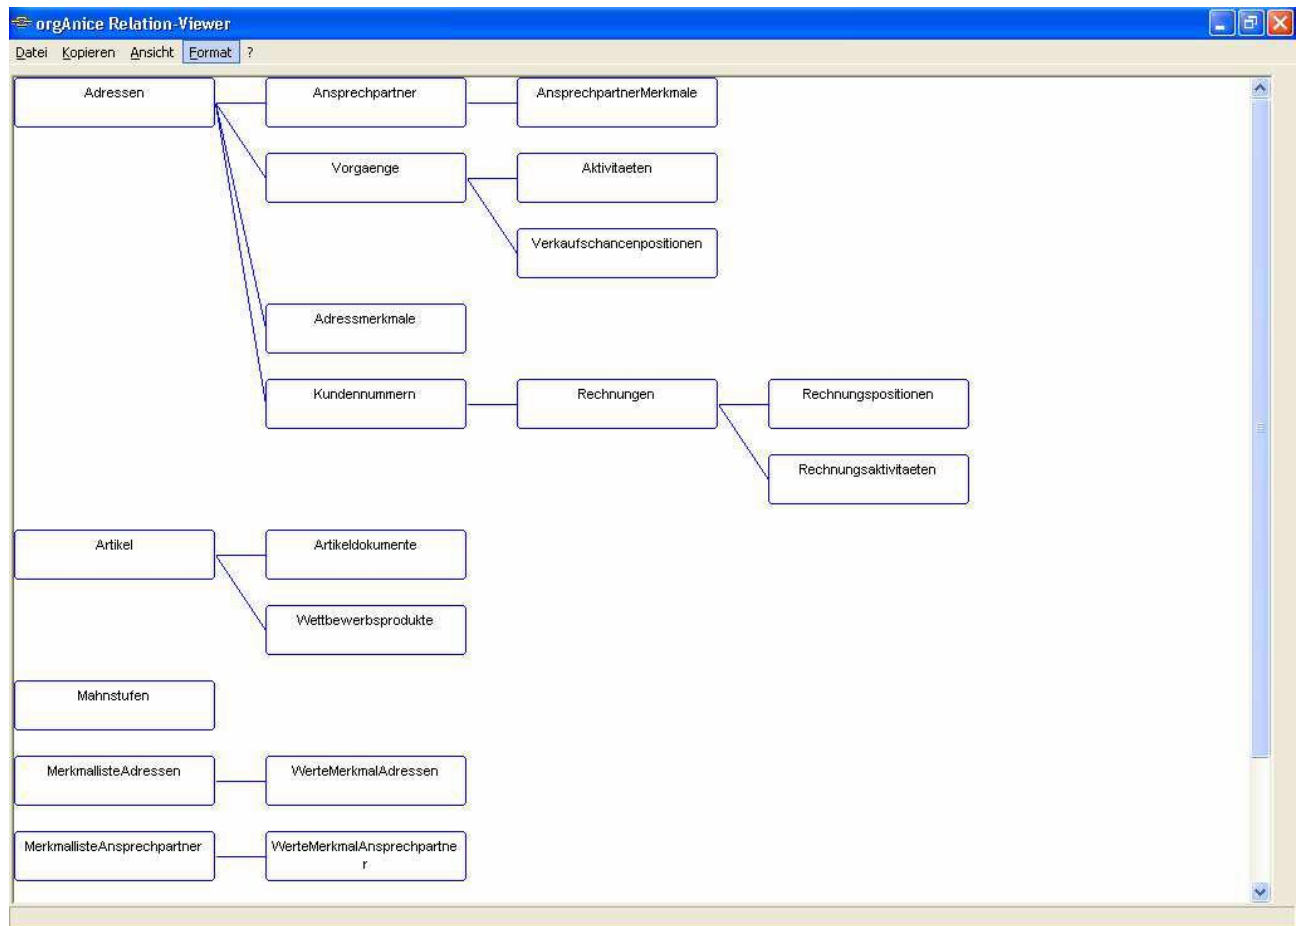 orgAnice Relation-Viewer
Datei Kopieren Ansicht Format ?
Adressen Ansprechpartner AnsprechpartnerMerkmale
Vorgaenge Aktivitaeten
Verkaufschancenpositionen
Adressmerkmale
Kundennummern Rechnungen Rechnungspositionen
Rechnungsaktivitaeten
Artikel Artikeldokumente
Wettbewerbsprodukte
Mahnstufen
MerkmallisteAdressen WerteMerkmalAdressen
MerkmallisteAnsprechpartner WerteMerkmalAnsprechpartne
r